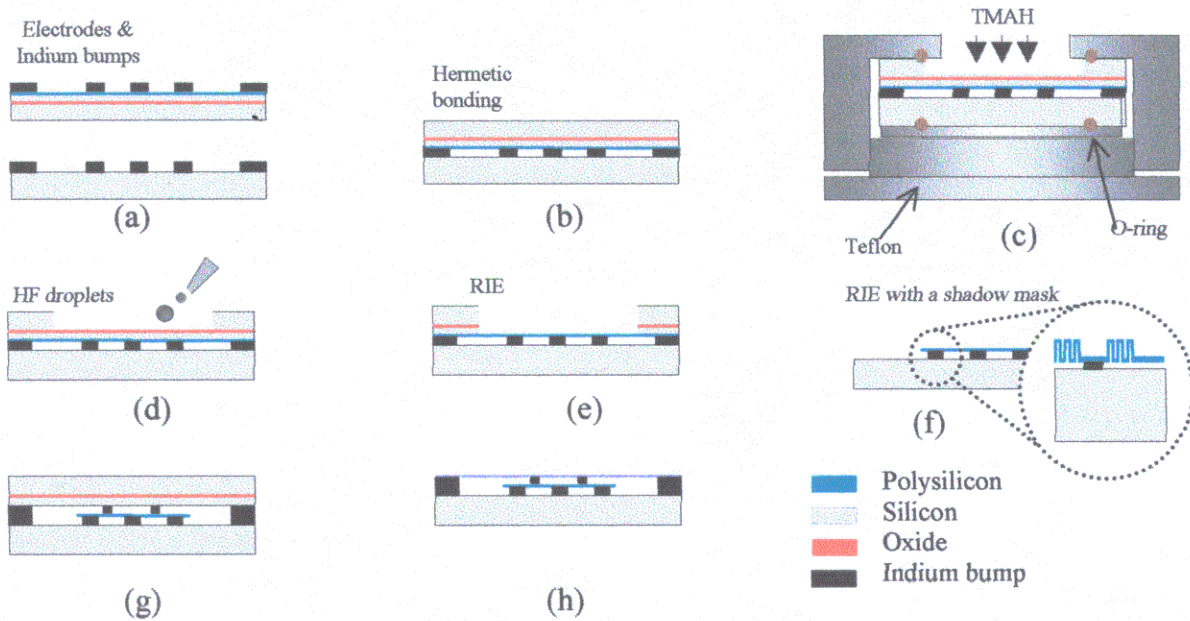 Electrodes &
Indium bumps
(a)
Hermetic
bonding
(b)
TMAH
Teflon
O-ring
(c)
HF droplets
(d)
RIE
(e)
RIE with a shadow mask
(f)
(g)
(h)
Polysilicon
Silicon
Oxide
Indium bump